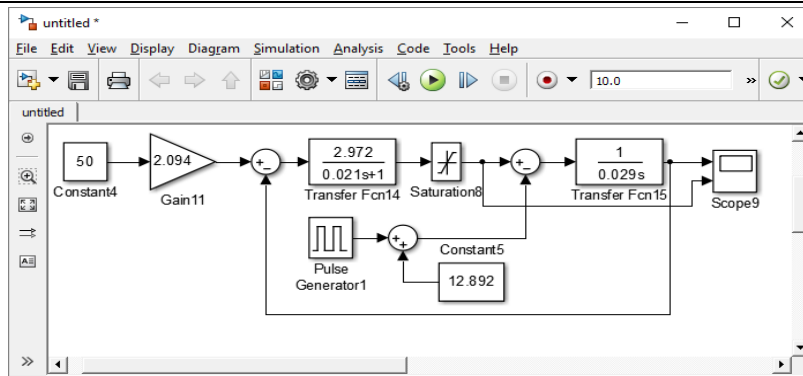 untitled *
File Edit View Display Diagram Simulation Analysis Code Tools Help
10.0
»
untitled
50
Constant4
2.094
Gain11
2.972
0.021s+1
Transfer Fcn14
Saturation8
1
0.029s
Transfer Fcn15
Scope9
Pulse
Generator1
Constant5
12.892
»